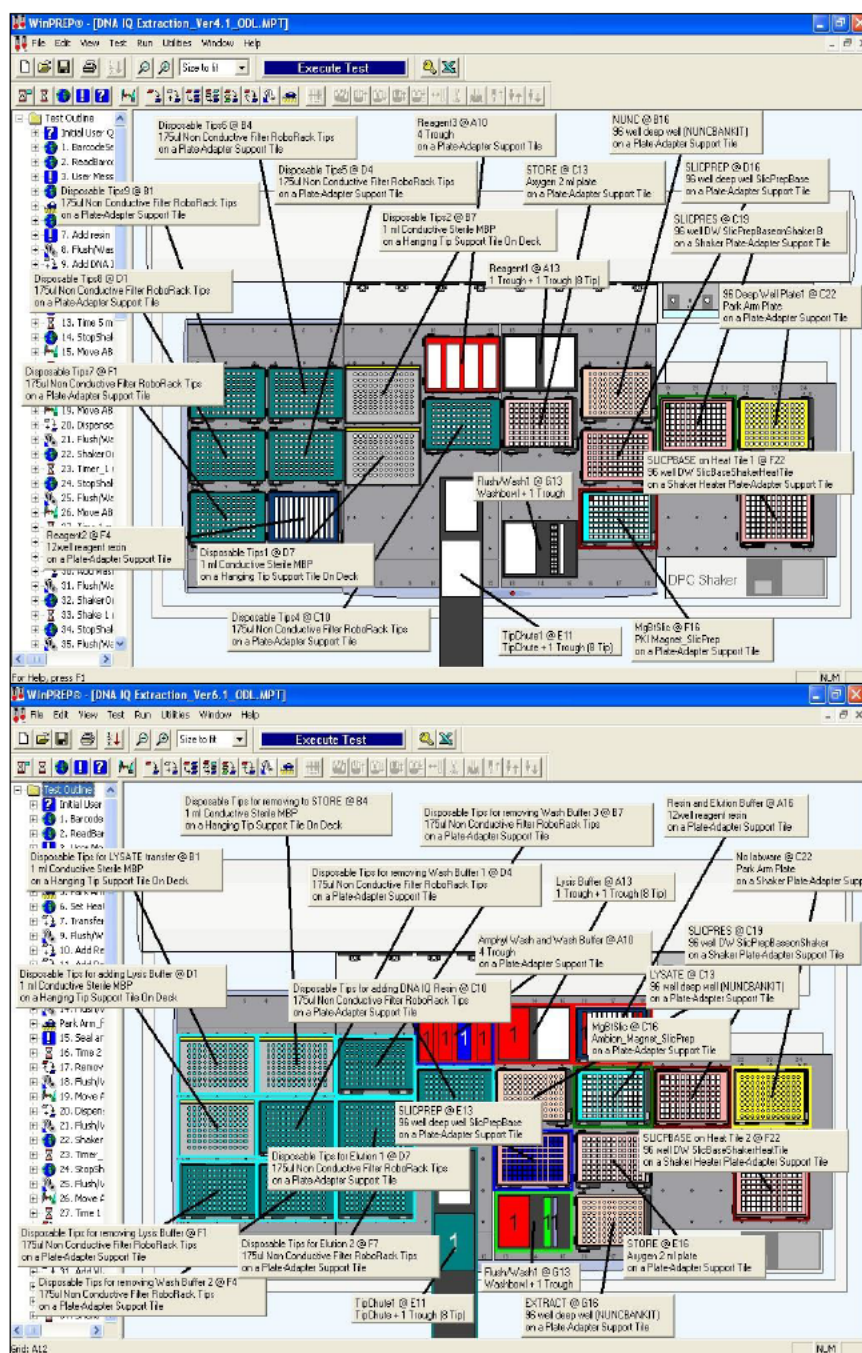 WinPREP® - [DNA IQ Extraction_Ver4.1_ODL.MPT]
File Edit View Test Run Utilities Window Help
Size to fit
Execute Test
Test Outline
Initial User Q
1. BarcodeSe
2. ReadBarc
3. User Mess
7. Add resin
8. Flush/Was
9. Add DNA I
13. Time 5 m
14. StopShak
15. Move AB
19. Move AB
20. Dispense
21. Flush/Wa
22. ShakerOn
23. Timer_1 m
24. StopShak
25. Flush/Wa
26. Move AB
31. Flush/Wa
32. ShakerOn
33. Shake 1 m
34. StopShak
35. Flush/Wa
Disposable Tips6 @ B4
175ul Non Conductive Filter RoboRack Tips
on a Plate-Adapter Support Tile
Reagent3 @ A10
4 Trough
on a Plate-Adapter Support Tile
NUNC @ B16
96 well deep well (NUNCBANKIT)
on a Plate-Adapter Support Tile
Disposable Tips5 @ D4
175ul Non Conductive Filter RoboRack Tips
on a Plate-Adapter Support Tile
STORE @ C13
Axygen 2 ml plate
on a Plate-Adapter Support Tile
SLICPREP @ D16
96 well deep well SlicPrepBase
on a Plate-Adapter Support Tile
Disposable Tips9 @ B1
175ul Non Conductive Filter RoboRack Tips
on a Plate-Adapter Support Tile
Disposable Tips2 @ B7
1 ml Conductive Sterile MBP
on a Hanging Tip Support Tile On Deck
SLICPRES @ C19
96 well DW SlicPrepBaseonShaker B
on a Shaker Plate-Adapter Support Tile
Reagent1 @ A13
1 Trough + 1 Trough (8 Tip)
Disposable Tips8 @ D1
175ul Non Conductive Filter RoboRack Tips
on a Plate-Adapter Support Tile
96 Deep Well Plate1 @ C22
Park Arm Plate
on a Plate-Adapter Support Tile
Disposable Tips7 @ F1
175ul Non Conductive Filter RoboRack Tips
on a Plate-Adapter Support Tile
SLICPBASE on Heat Tile 1 @ F22
96 well DW SlicBaseShakerHeatTile
on a Shaker Heater Plate-Adapter Support Tile
Flush/Wash1 @ G13
Washbowl + 1 Trough
Reagent2 @ F4
12well reagent resin
on a Plate-Adapter Support Tile
Disposable Tips1 @ D7
1 ml Conductive Sterile MBP
on a Hanging Tip Support Tile On Deck
DPC Shaker
Disposable Tips4 @ C10
175ul Non Conductive Filter RoboRack Tips
on a Plate-Adapter Support Tile
TipChute1 @ E11
TipChute + 1 Trough (8 Tip)
MgBtSlic @ F16
PKI Magnet_SlicPrep
on a Plate-Adapter Support Tile
For Help, press F1
NUM
WinPREP® - [DNA IQ Extraction_Ver6.1_ODL.MPT]
File Edit View Test Run Utilities Window Help
Size to fit
Execute Test
Test Outline
Initial User
1. Barcode
2. ReadBar
6. Set Hea
7. Transfer
9. Flush/W
10. Add Re
Park Arm_F
15. Seal ar
16. Time 2
17. Remov
18. Flush/W
19. Move A
20. Dispen
21. Flush/W
22. Shaker
23. Timer_
24. StopSh
25. Flush/W
26. Move A
27. Time 1
Disposable Tips for removing to STORE @ B4
1 ml Conductive Sterile MBP
on a Hanging Tip Support Tile On Deck
Disposable Tips for removing Wash Buffer 3 @ B7
175ul Non Conductive Filter RoboRack Tips
on a Plate-Adapter Support Tile
Resin and Elution Buffer @ A16
12well reagent resin
on a Plate-Adapter Support Tile
Disposable Tips for LYSATE transfer @ B1
1 ml Conductive Sterile MBP
on a Hanging Tip Support Tile On Deck
Disposable Tips for removing Wash Buffer 1 @ D4
175ul Non Conductive Filter RoboRack Tips
on a Plate-Adapter Support Tile
Lysis Buffer @ A13
1 Trough + 1 Trough (8 Tip)
No labware @ C22
Park Arm Plate
on a Shaker Plate-Adapter Supp
Amphyl Wash and Wash Buffer @ A10
4 Trough
on a Plate-Adapter Support Tile
SLICPRES @ C19
96 well DW SlicPrepBaseonShaker
on a Shaker Plate-Adapter Support Tile
Disposable Tips for adding Lysis Buffer @ D1
1 ml Conductive Sterile MBP
on a Hanging Tip Support Tile On Deck
Disposable Tips for adding DNA IQ Resin @ C10
175ul Non Conductive Filter RoboRack Tips
on a Plate-Adapter Support Tile
LYSATE @ C13
96 well deep well (NUNCBANKIT)
on a Plate-Adapter Support Tile
MgBtSlic @ C16
Ambion_Magnet_SlicPrep
on a Plate-Adapter Support Tile
SLICPREP @ E13
96 well deep well SlicPrepBase
on a Plate-Adapter Support Tile
Disposable Tips for Elution 1 @ D7
175ul Non Conductive Filter RoboRack Tips
on a Plate-Adapter Support Tile
SLICPBASE on Heat Tile 2 @ F22
96 well DW SlicBaseShakerHeatTile
on a Shaker Heater Plate-Adapter Support Tile
Disposable Tips for removing Lysis Buffer @ F1
175ul Non Conductive Filter RoboRack Tips
on a Plate-Adapter Support Tile
Disposable Tips for Elution 2 @ F7
175ul Non Conductive Filter RoboRack Tips
on a Plate-Adapter Support Tile
STORE @ E16
Axygen 2 ml plate
on a Plate-Adapter Support Tile
Disposable Tips for removing Wash Buffer 2 @ F4
175ul Non Conductive Filter RoboRack Tips
on a Plate-Adapter Support Tile
TipChute1 @ E11
TipChute + 1 Trough (8 Tip)
Flush/Wash1 @ G13
Washbowl + 1 Trough
EXTRACT @ G16
96 well deep well (NUNCBANKIT)
on a Plate-Adapter Support Tile
Grid: A12
NUM